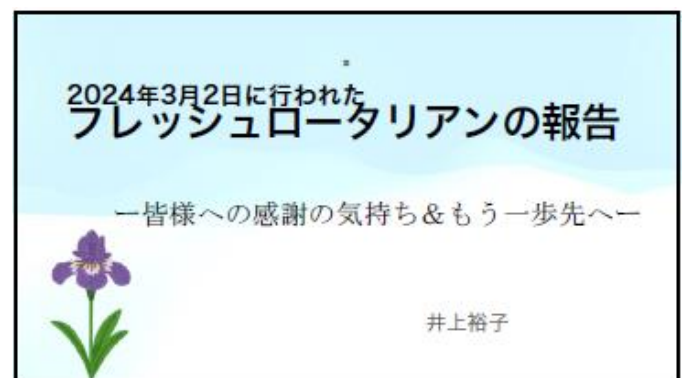 2024年3月2日に行われた
フレッシュロータリアンの報告
ー皆様への感謝の気持ち＆もう一歩先へー
井上裕子